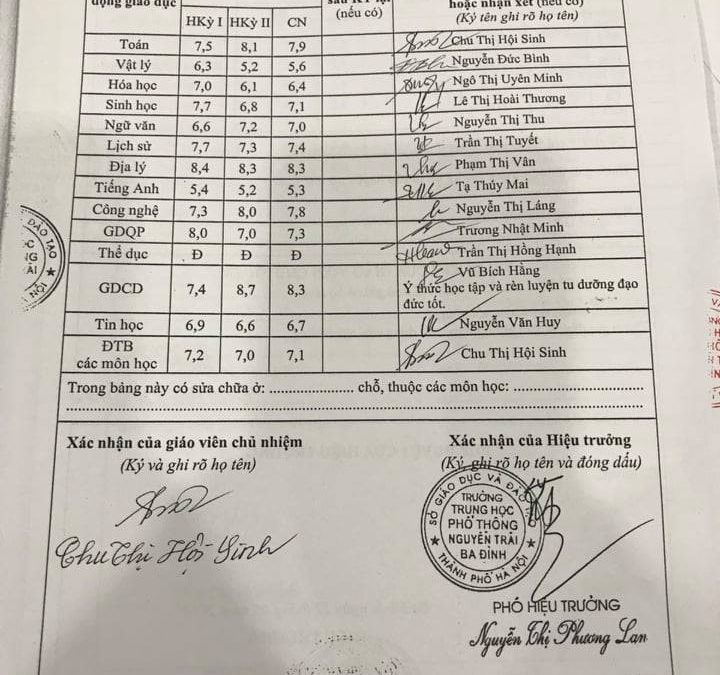 động giáo dục
HKỳ I HKỳ II CN
(nếu có)
hoặc nhận xét (nếu có)
(Ký tên ghi rõ họ tên)
Toán 7,5 8,1 7,9 Chu Thị Hội Sinh
Vật lý 6,3 5,2 5,6 Nguyễn Đức Bình
Hóa học 7,0 6,1 6,4 Ngô Thị Uyên Minh
Sinh học 7,7 6,8 7,1 Lê Thị Hoài Thương
Ngữ văn 6,6 7,2 7,0 Nguyễn Thị Thu
Lịch sử 7,7 7,3 7,4 Trần Thị Tuyết
Địa lý 8,4 8,3 8,3 Phạm Thị Vân
Tiếng Anh 5,4 5,2 5,3 Tạ Thúy Mai
Công nghệ 7,3 8,0 7,8 Nguyễn Thị Láng
GDQP 8,0 7,0 7,3 Trương Nhật Minh
Thể dục Đ Đ Đ Trần Thị Hồng Hạnh
GDCD 7,4 8,7 8,3 Vũ Bích Hằng
Ý thức học tập và rèn luyện tu dưỡng đạo
đức tốt.
Tin học 6,9 6,6 6,7 Nguyễn Văn Huy
ĐTB
các môn học 7,2 7,0 7,1 Chu Thị Hội Sinh
Trong bảng này có sửa chữa ở: ..................... chỗ, thuộc các môn học: ................................
Xác nhận của giáo viên chủ nhiệm
(Ký và ghi rõ họ tên)
Chu Thị Hội Sinh
Xác nhận của Hiệu trưởng
(Ký, ghi rõ họ tên và đóng dấu)
SỞ GIÁO DỤC VÀ ĐÀO TẠO
TRƯỜNG
TRUNG HỌC
PHỔ THÔNG
NGUYỄN TRÃI
BA ĐÌNH
THÀNH PHỐ HÀ NỘI
PHÓ HIỆU TRƯỞNG
Nguyễn Thị Phương Lan